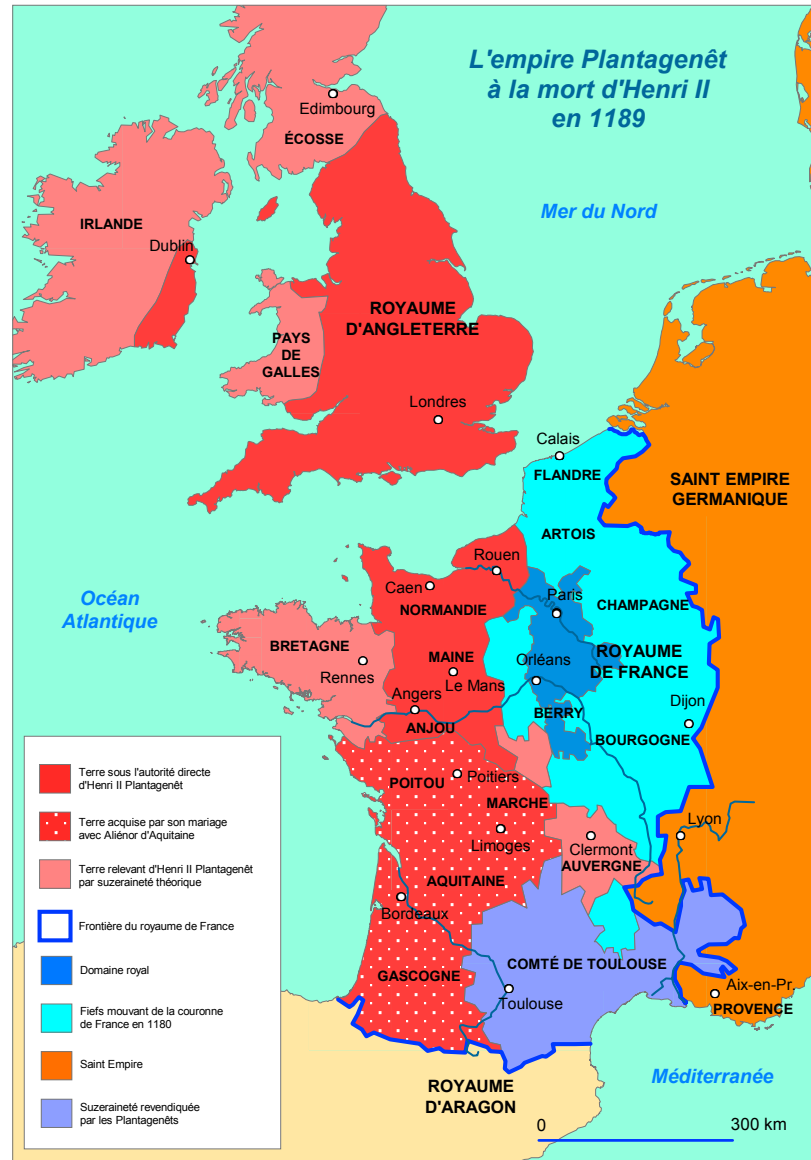 L'empire Plantagenêt
à la mort d'Henri II
en 1189
Edimbourg
ÉCOSSE
Mer du Nord
IRLANDE
Dublin
ROYAUME
D'ANGLETERRE
PAYS
DE
GALLES
Londres
Calais
FLANDRE
SAINT EMPIRE
GERMANIQUE
ARTOIS
Rouen
Caen
NORMANDIE
Paris
CHAMPAGNE
Océan
Atlantique
BRETAGNE
Rennes
MAINE
Le Mans
Orléans
ROYAUME
DE FRANCE
Angers
ANJOU
BERRY
Dijon
BOURGOGNE
POITOU
Poitiers
MARCHE
Limoges
Clermont
AUVERGNE
Lyon
AQUITAINE
Bordeaux
GASCOGNE
COMTÉ DE TOULOUSE
Toulouse
Aix-en-Pr.
PROVENCE
ROYAUME
D'ARAGON
Méditerranée
0
300 km
Terre sous l'autorité directe
d'Henri II Plantagenêt
Terre acquise par son mariage
avec Aliénor d'Aquitaine
Terre relevant d'Henri II Plantagenêt
par suzeraineté théorique
Frontière du royaume de France
Domaine royal
Fiefs mouvant de la couronne
de France en 1180
Saint Empire
Suzeraineté revendiquée
par les Plantagenêts